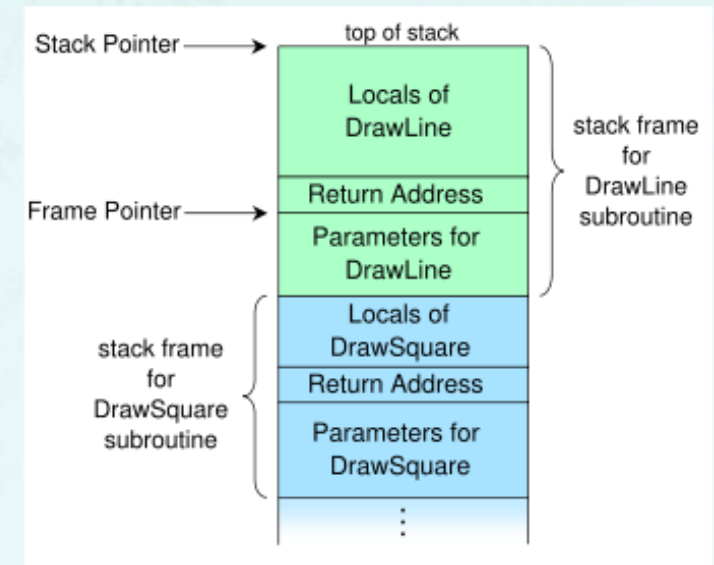 Stack Pointer
top of stack
Locals of
DrawLine
stack frame
for
DrawLine
subroutine
Return Address
Frame Pointer
Parameters for
DrawLine
Locals of
DrawSquare
stack frame
for
DrawSquare
subroutine
Return Address
Parameters for
DrawSquare
⋮